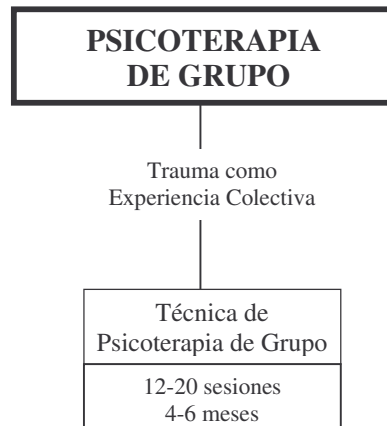 PSICOTERAPIA
DE GRUPO
Trauma como
Experiencia Colectiva
Técnica de
Psicoterapia de Grupo
12-20 sesiones
4-6 meses